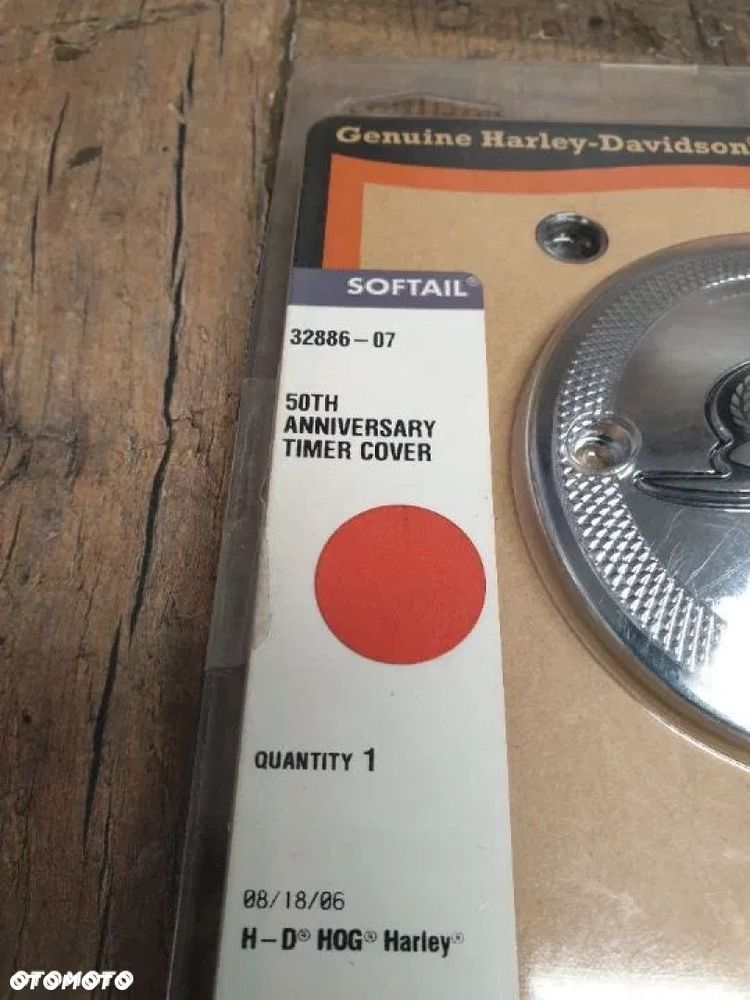 Genuine Harley-Davidson®
SOFTAIL®
32886-07
50TH
ANNIVERSARY
TIMER COVER
QUANTITY 1
08/18/06
H-D® HOG® Harley®
OTOMOTO